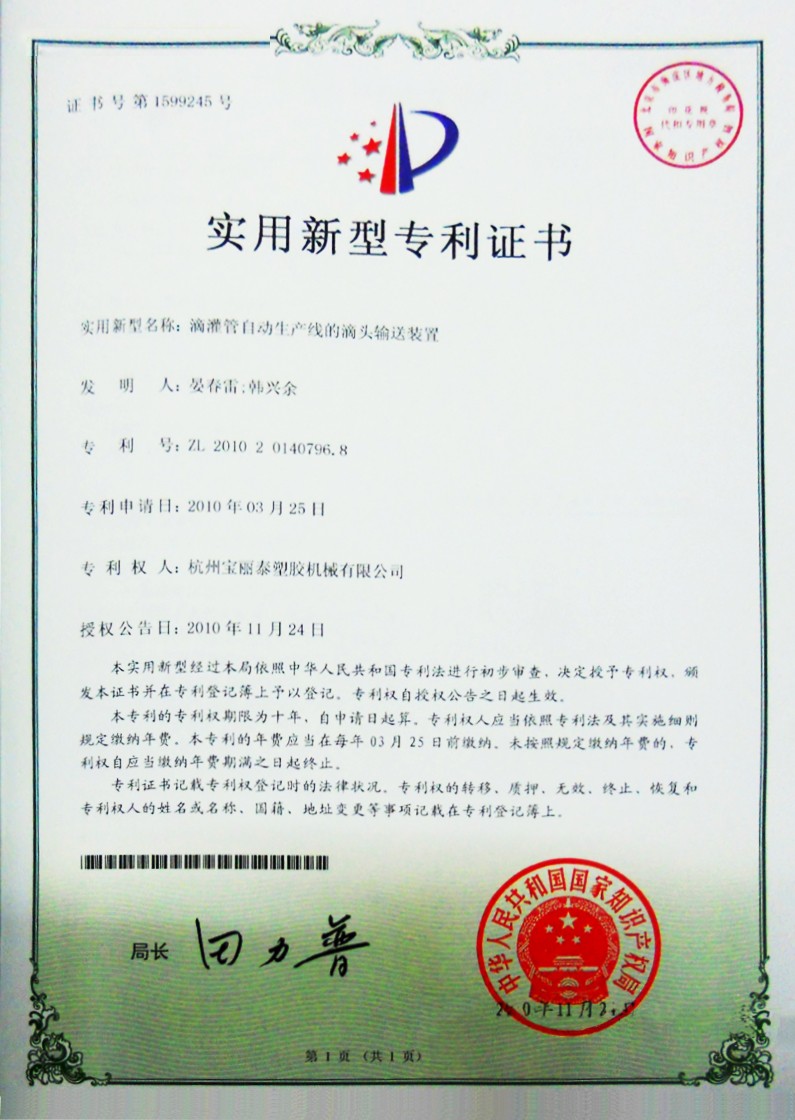 证书号第1599245号
实用新型专利证书
实用新型名称：滴灌管自动生产线的滴头输送装置
发 明 人：晏春雷;韩兴余
专 利 号：ZL 2010 2 0140796.8
专利申请日：2010年03月25日
专 利 权 人：杭州宝丽泰塑胶机械有限公司
授权公告日：2010年11月24日
本实用新型经过本局依照中华人民共和国专利法进行初步审查，决定授予专利权，颁
发本证书并在专利登记簿上予以登记。专利权自授权公告之日起生效。
本专利的专利权期限为十年，自申请日起算。专利权人应当依照专利法及其实施细则
规定缴纳年费。本专利的年费应当在每年03月25日前缴纳。未按照规定缴纳年费的，专
利权自应当缴纳年费期满之日起终止。
专利证书记载专利权登记时的法律状况。专利权的转移、质押、无效、终止、恢复和
专利权人的姓名或名称、国籍、地址变更等事项记载在专利登记簿上。
局长 田力普
中华人民共和国国家知识产权局
第1页（共1页）